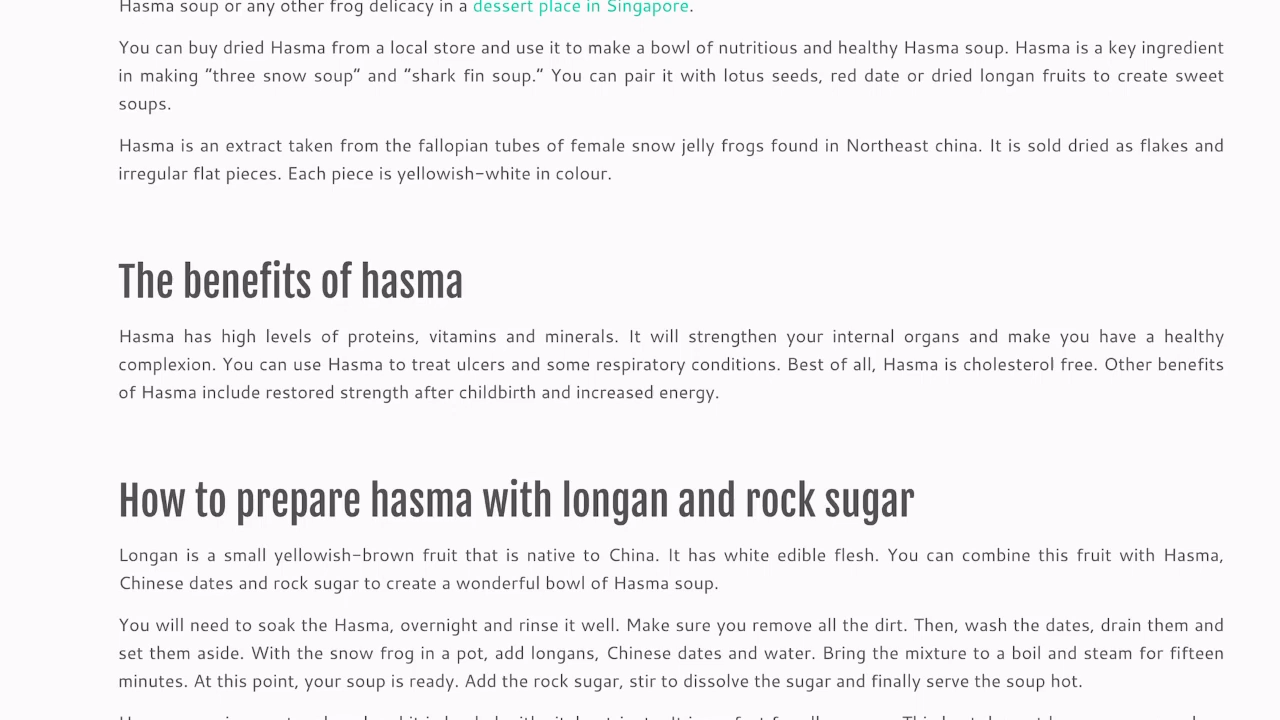 Hasma soup or any other frog delicacy in a dessert place in Singapore.
You can buy dried Hasma from a local store and use it to make a bowl of nutritious and healthy Hasma soup. Hasma is a key ingredient
in making “three snow soup” and “shark fin soup.” You can pair it with lotus seeds, red date or dried longan fruits to create sweet
soups.
Hasma is an extract taken from the fallopian tubes of female snow jelly frogs found in Northeast china. It is sold dried as flakes and
irregular flat pieces. Each piece is yellowish-white in colour.
The benefits of hasma
Hasma has high levels of proteins, vitamins and minerals. It will strengthen your internal organs and make you have a healthy
complexion. You can use Hasma to treat ulcers and some respiratory conditions. Best of all, Hasma is cholesterol free. Other benefits
of Hasma include restored strength after childbirth and increased energy.
How to prepare hasma with longan and rock sugar
Longan is a small yellowish-brown fruit that is native to China. It has white edible flesh. You can combine this fruit with Hasma,
Chinese dates and rock sugar to create a wonderful bowl of Hasma soup.
You will need to soak the Hasma, overnight and rinse it well. Make sure you remove all the dirt. Then, wash the dates, drain them and
set them aside. With the snow frog in a pot, add longans, Chinese dates and water. Bring the mixture to a boil and steam for fifteen
minutes. At this point, your soup is ready. Add the rock sugar, stir to dissolve the sugar and finally serve the soup hot.